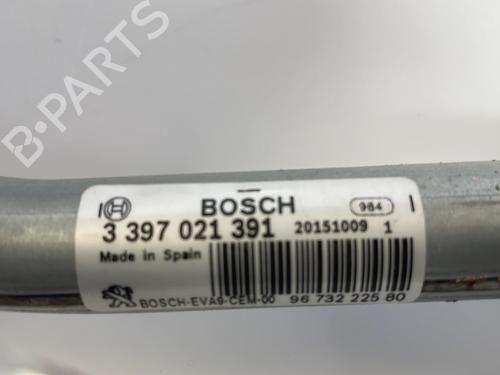 B-PARTS
BOSCH 984
3 397 021 391 20151009 1
Made in Spain
BOSCH-EVA9-CEM-00 96 732 225 80